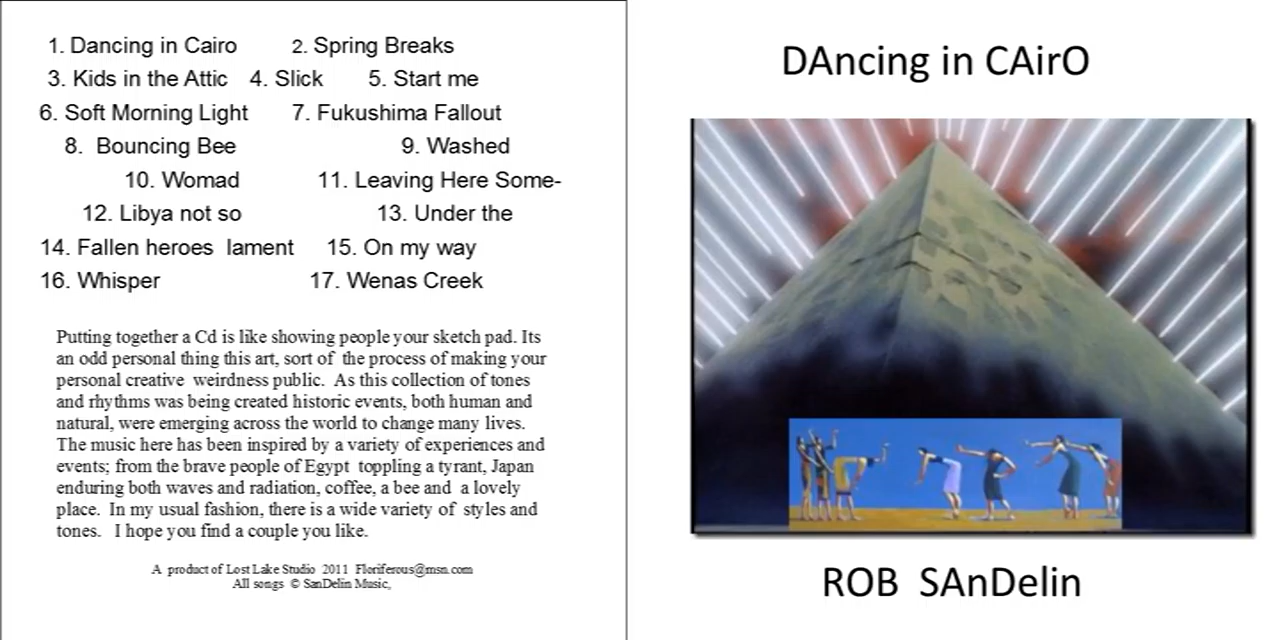 1. Dancing in Cairo 2. Spring Breaks
3. Kids in the Attic 4. Slick 5. Start me
6. Soft Morning Light 7. Fukushima Fallout
8. Bouncing Bee 9. Washed
10. Womad 11. Leaving Here Some-
12. Libya not so 13. Under the
14. Fallen heroes lament 15. On my way
16. Whisper 17. Wenas Creek
Putting together a Cd is like showing people your sketch pad. Its
an odd personal thing this art, sort of the process of making your
personal creative weirdness public. As this collection of tones
and rhythms was being created historic events, both human and
natural, were emerging across the world to change many lives.
The music here has been inspired by a variety of experiences and
events; from the brave people of Egypt toppling a tyrant, Japan
enduring both waves and radiation, coffee, a bee and a lovely
place. In my usual fashion, there is a wide variety of styles and
tones. I hope you find a couple you like.
A product of Lost Lake Studio 2011 Floriferous@msn.com
All songs © SanDelin Music,
DAncing in CAirO
ROB SAnDelin